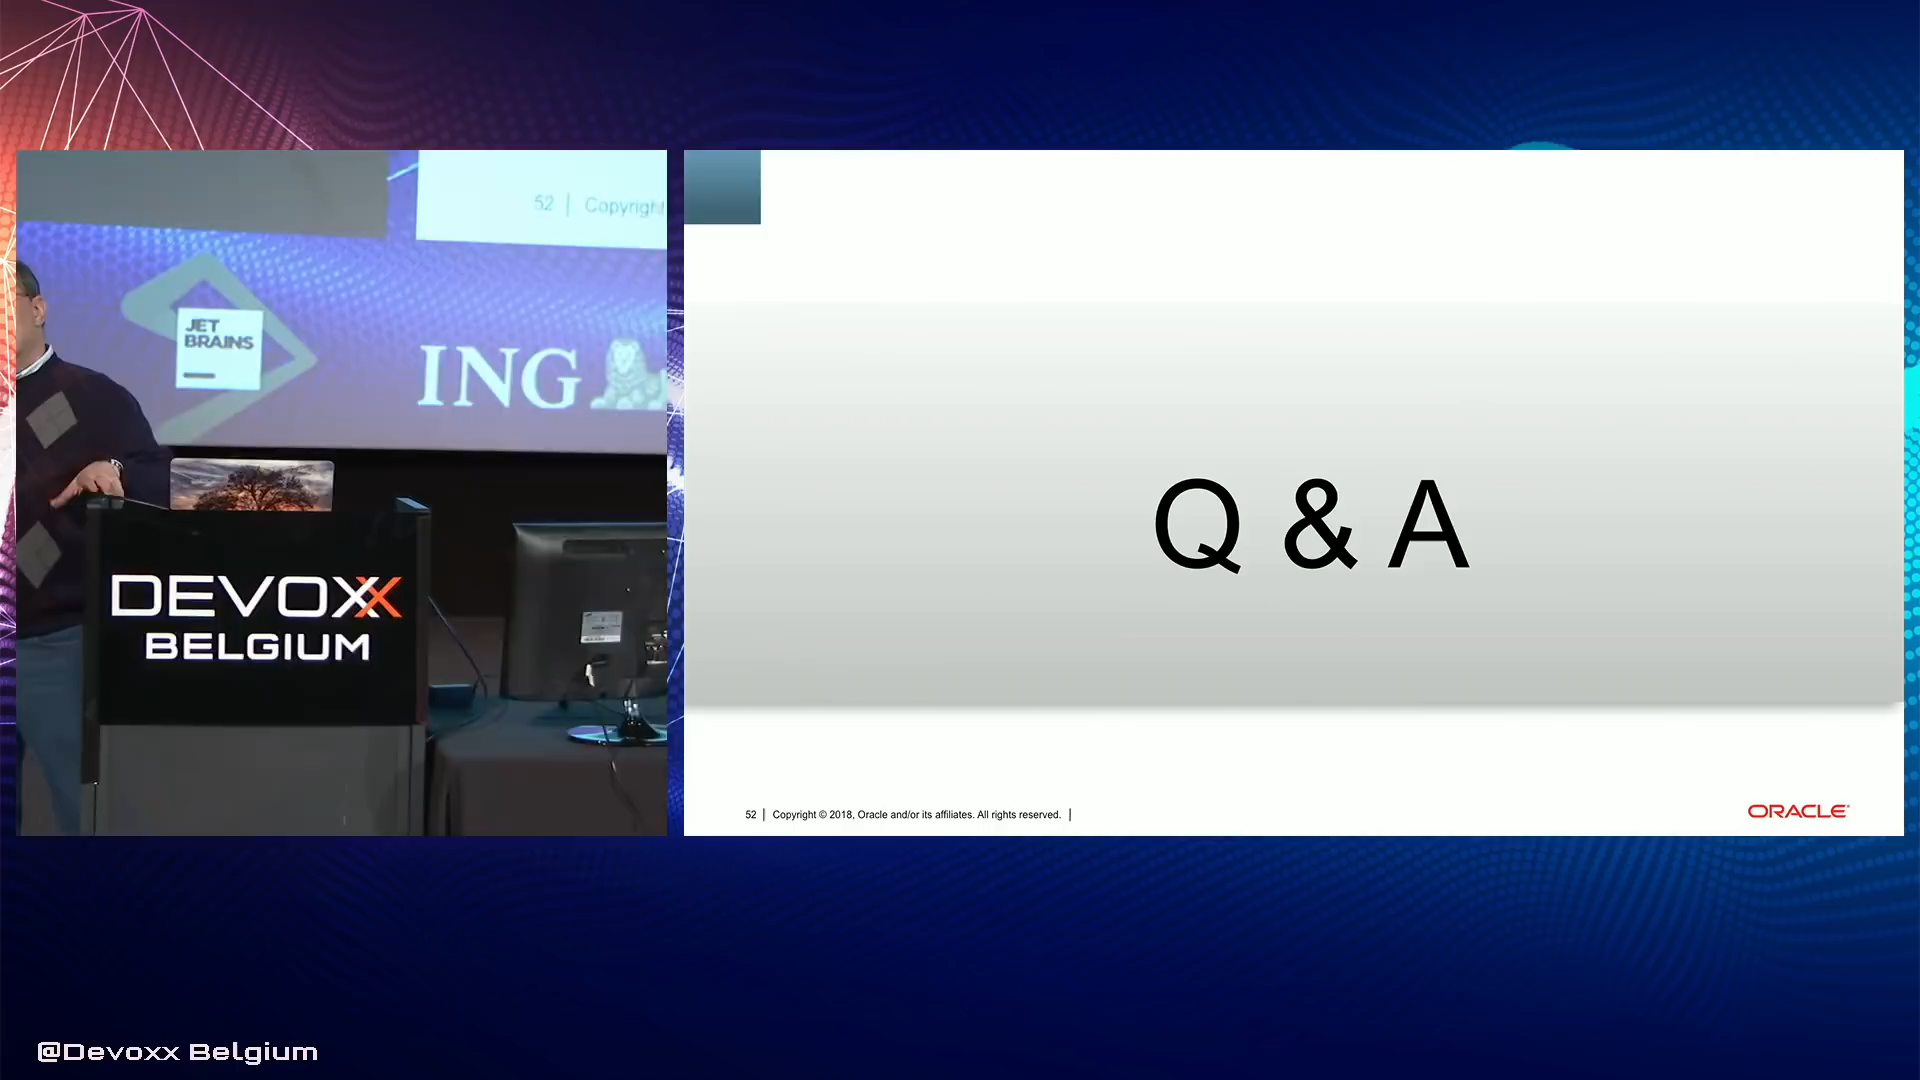 52 | Copyright
JET
BRAINS
ING
DEVOXX
BELGIUM
Q & A
52 | Copyright © 2018, Oracle and/or its affiliates. All rights reserved. |
ORACLE
@Devoxx Belgium